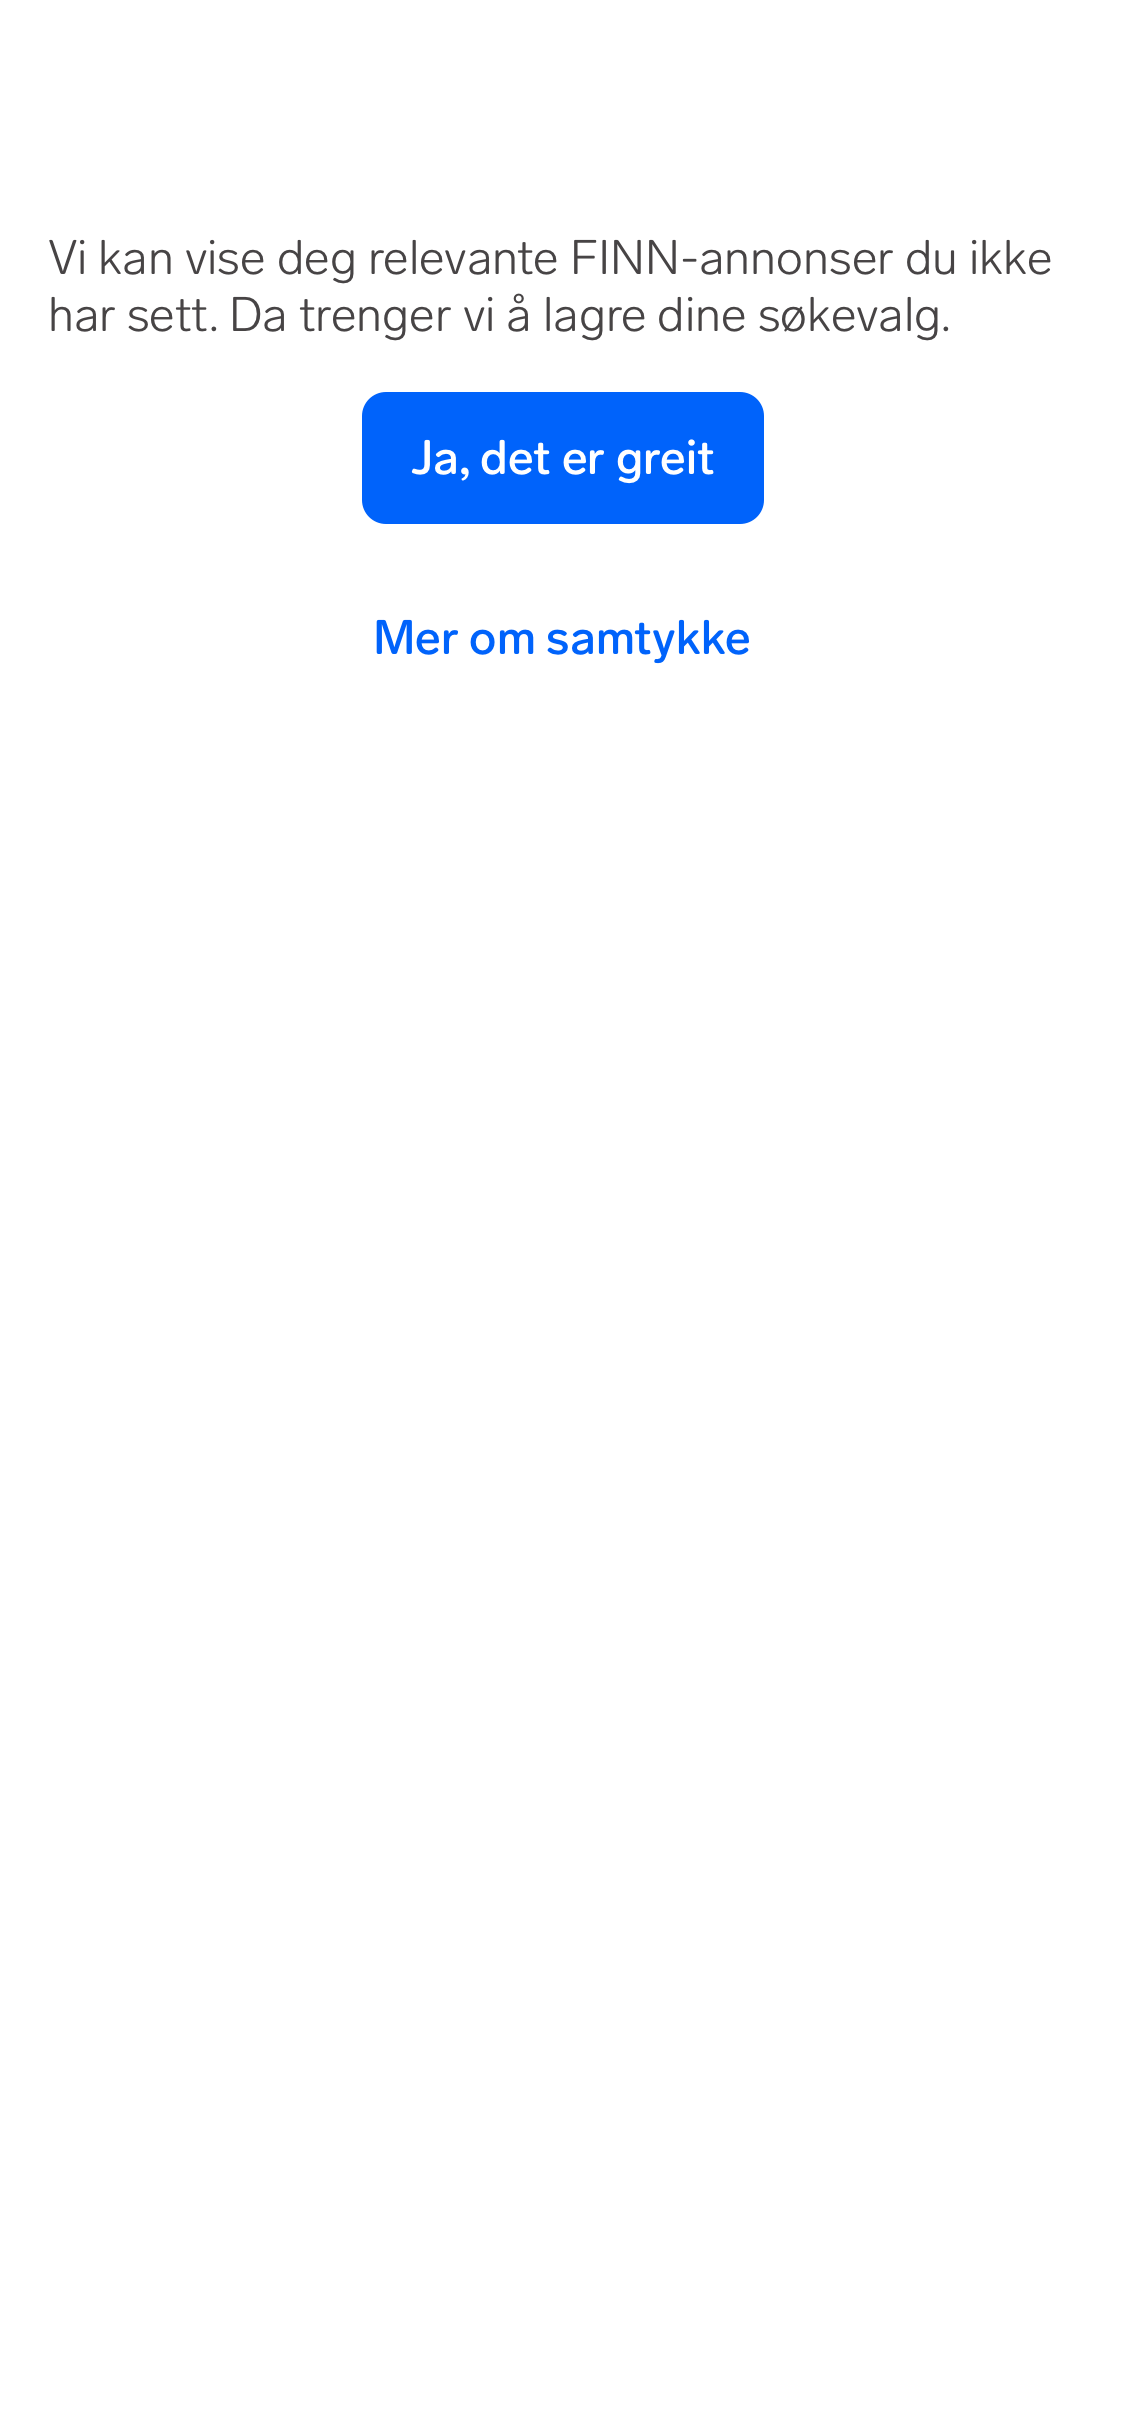 Vi kan vise deg relevante FINN-annonser du ikke
har sett. Da trenger vi å lagre dine søkevalg.
Ja, det er greit
Mer om samtykke